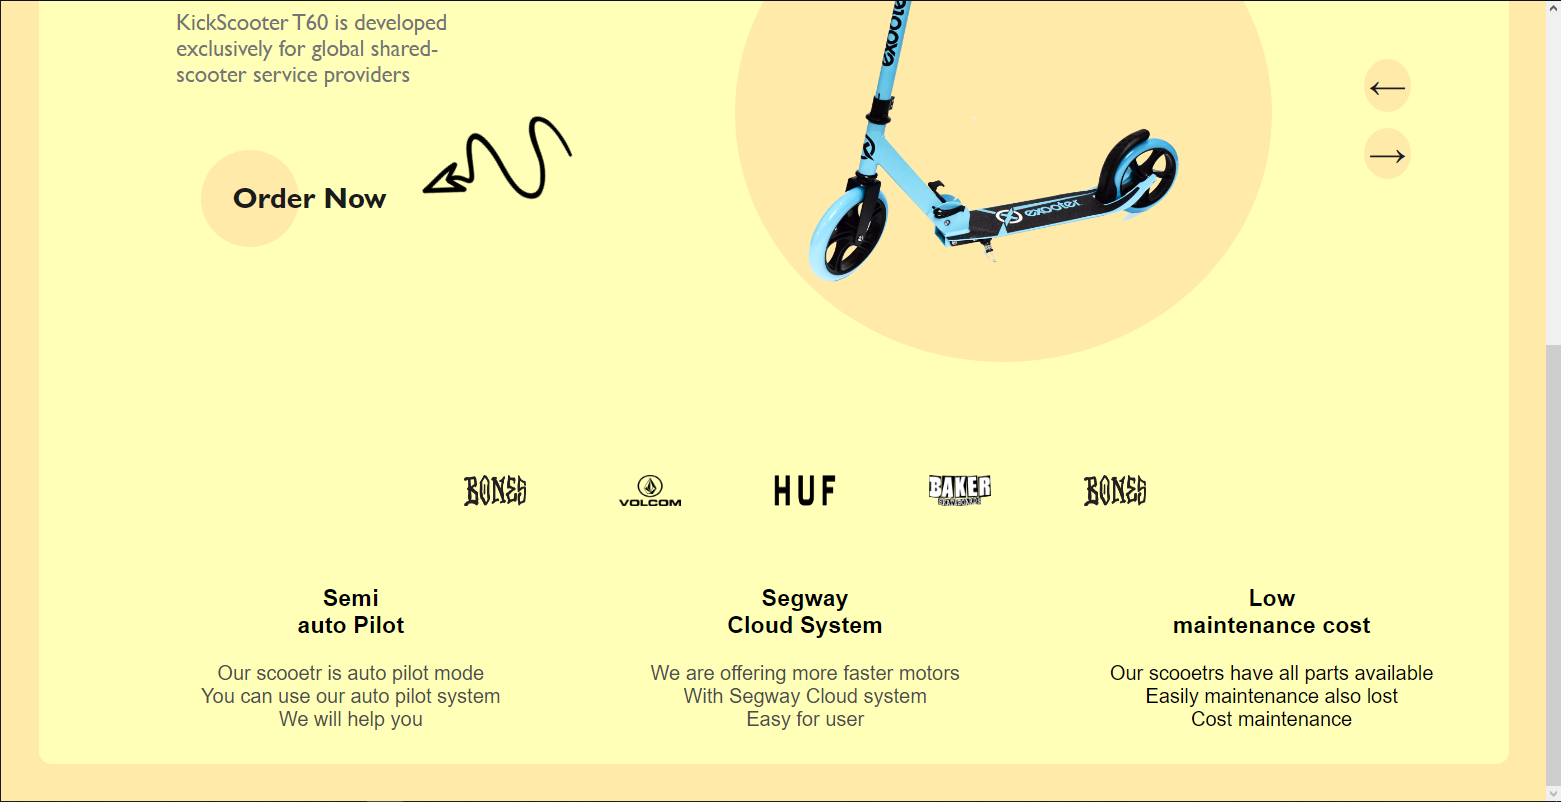 KickScooter T60 is developed
exclusively for global shared-
scooter service providers
Order Now
exooter
exooter
BONES
VOLCOM
HUF
BAKER
SKATEBOARDS
BONES
Semi
auto Pilot
Our scooetr is auto pilot mode
You can use our auto pilot system
We will help you
Segway
Cloud System
We are offering more faster motors
With Segway Cloud system
Easy for user
Low
maintenance cost
Our scooetrs have all parts available
Easily maintenance also lost
Cost maintenance